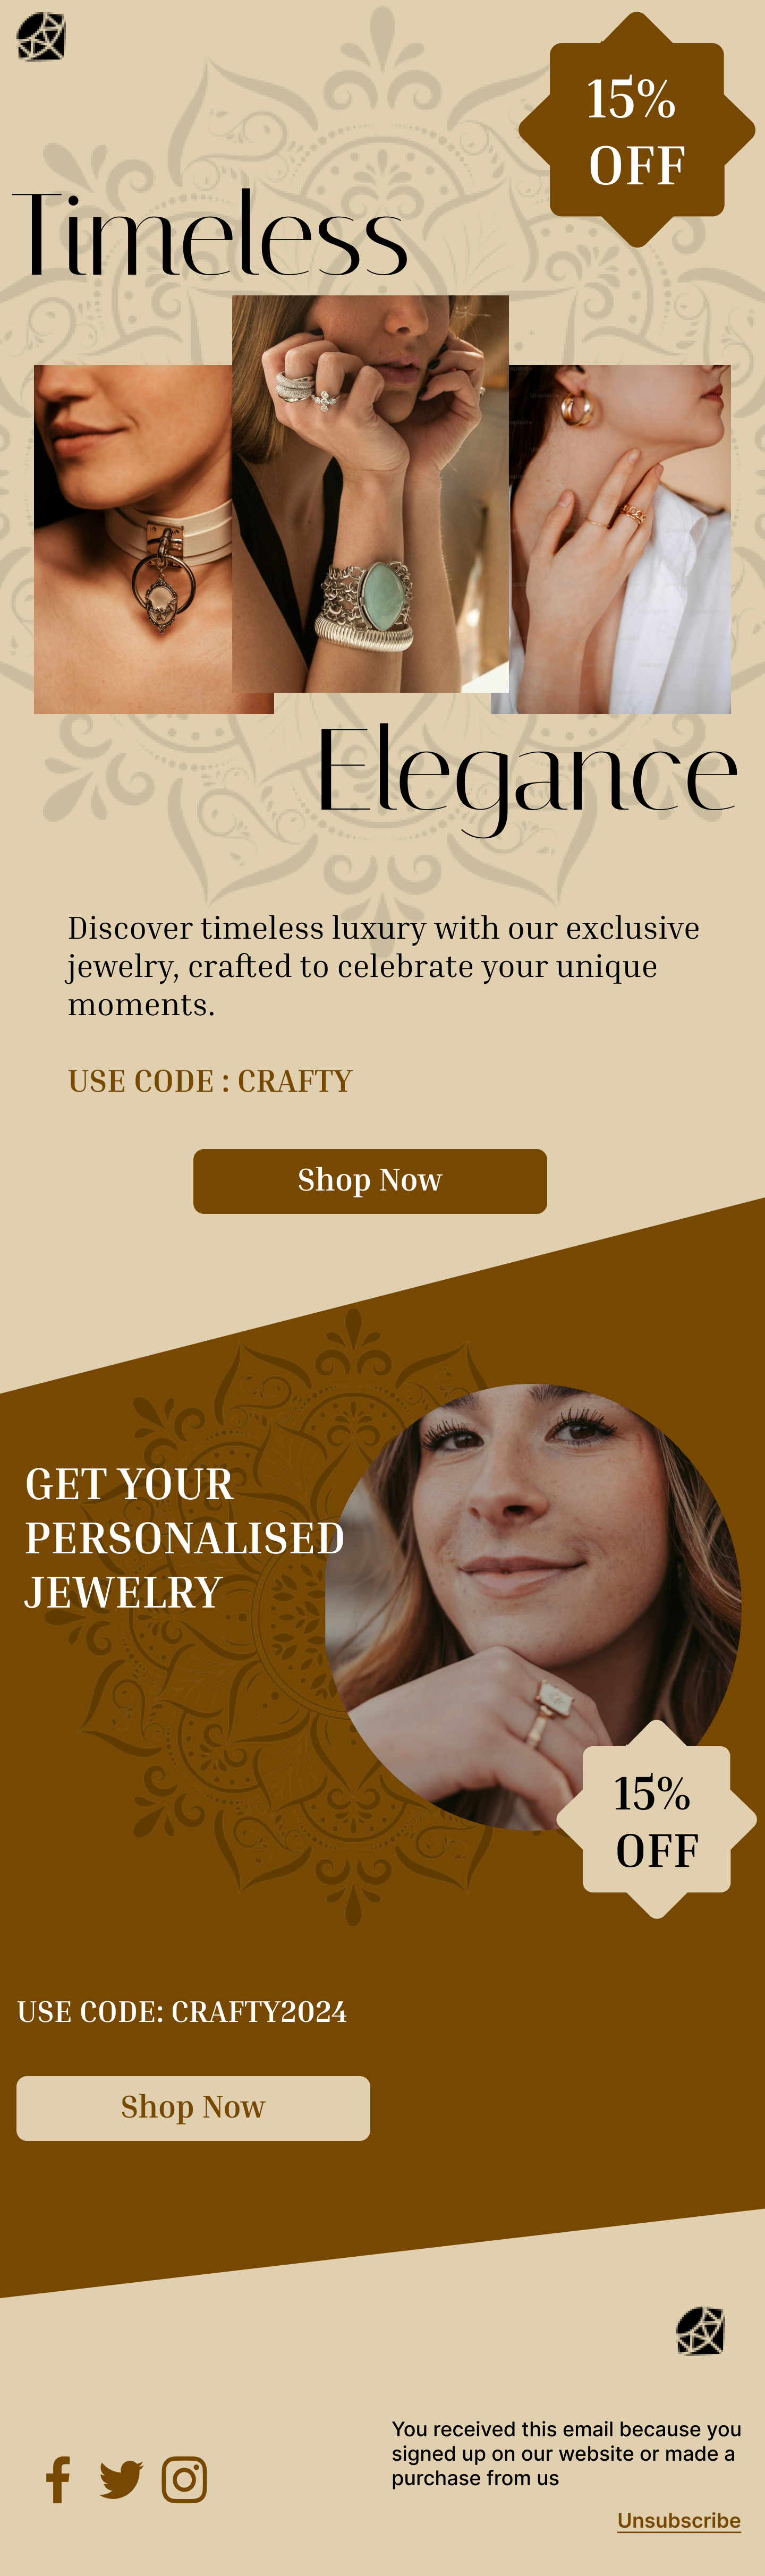 15%
OFF
Timeless
Elegance
Discover timeless luxury with our exclusive
jewelry, crafted to celebrate your unique
moments.
USE CODE : CRAFTY
Shop Now
GET YOUR
PERSONALISED
JEWELRY
15%
OFF
USE CODE: CRAFTY2024
Shop Now
You received this email because you
signed up on our website or made a
purchase from us
Unsubscribe